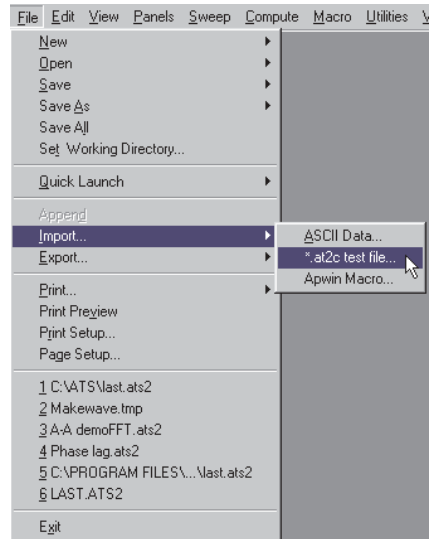 File Edit View Panels Sweep Compute Macro Utilities
New
Open
Save
Save As
Save All
Set Working Directory...
Quick Launch
Append
Import...
Export...
ASCII Data...
*.at2c test file...
Apwin Macro...
Print...
Print Preview
Print Setup...
Page Setup...
1 C:\ATS\last.ats2
2 Makewave.tmp
3 A-A demoFFT.ats2
4 Phase lag.ats2
5 C:\PROGRAM FILES\...\last.ats2
6 LAST.ATS2
Exit